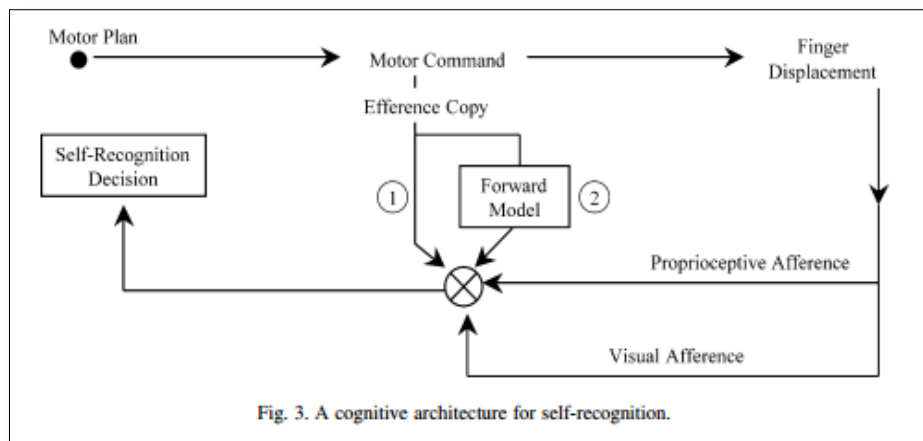 Motor Plan
Motor Command
Finger
Displacement
Efference Copy
Self-Recognition
Decision
1
Forward
Model
2
Proprioceptive Afference
Visual Afference
Fig. 3. A cognitive architecture for self-recognition.